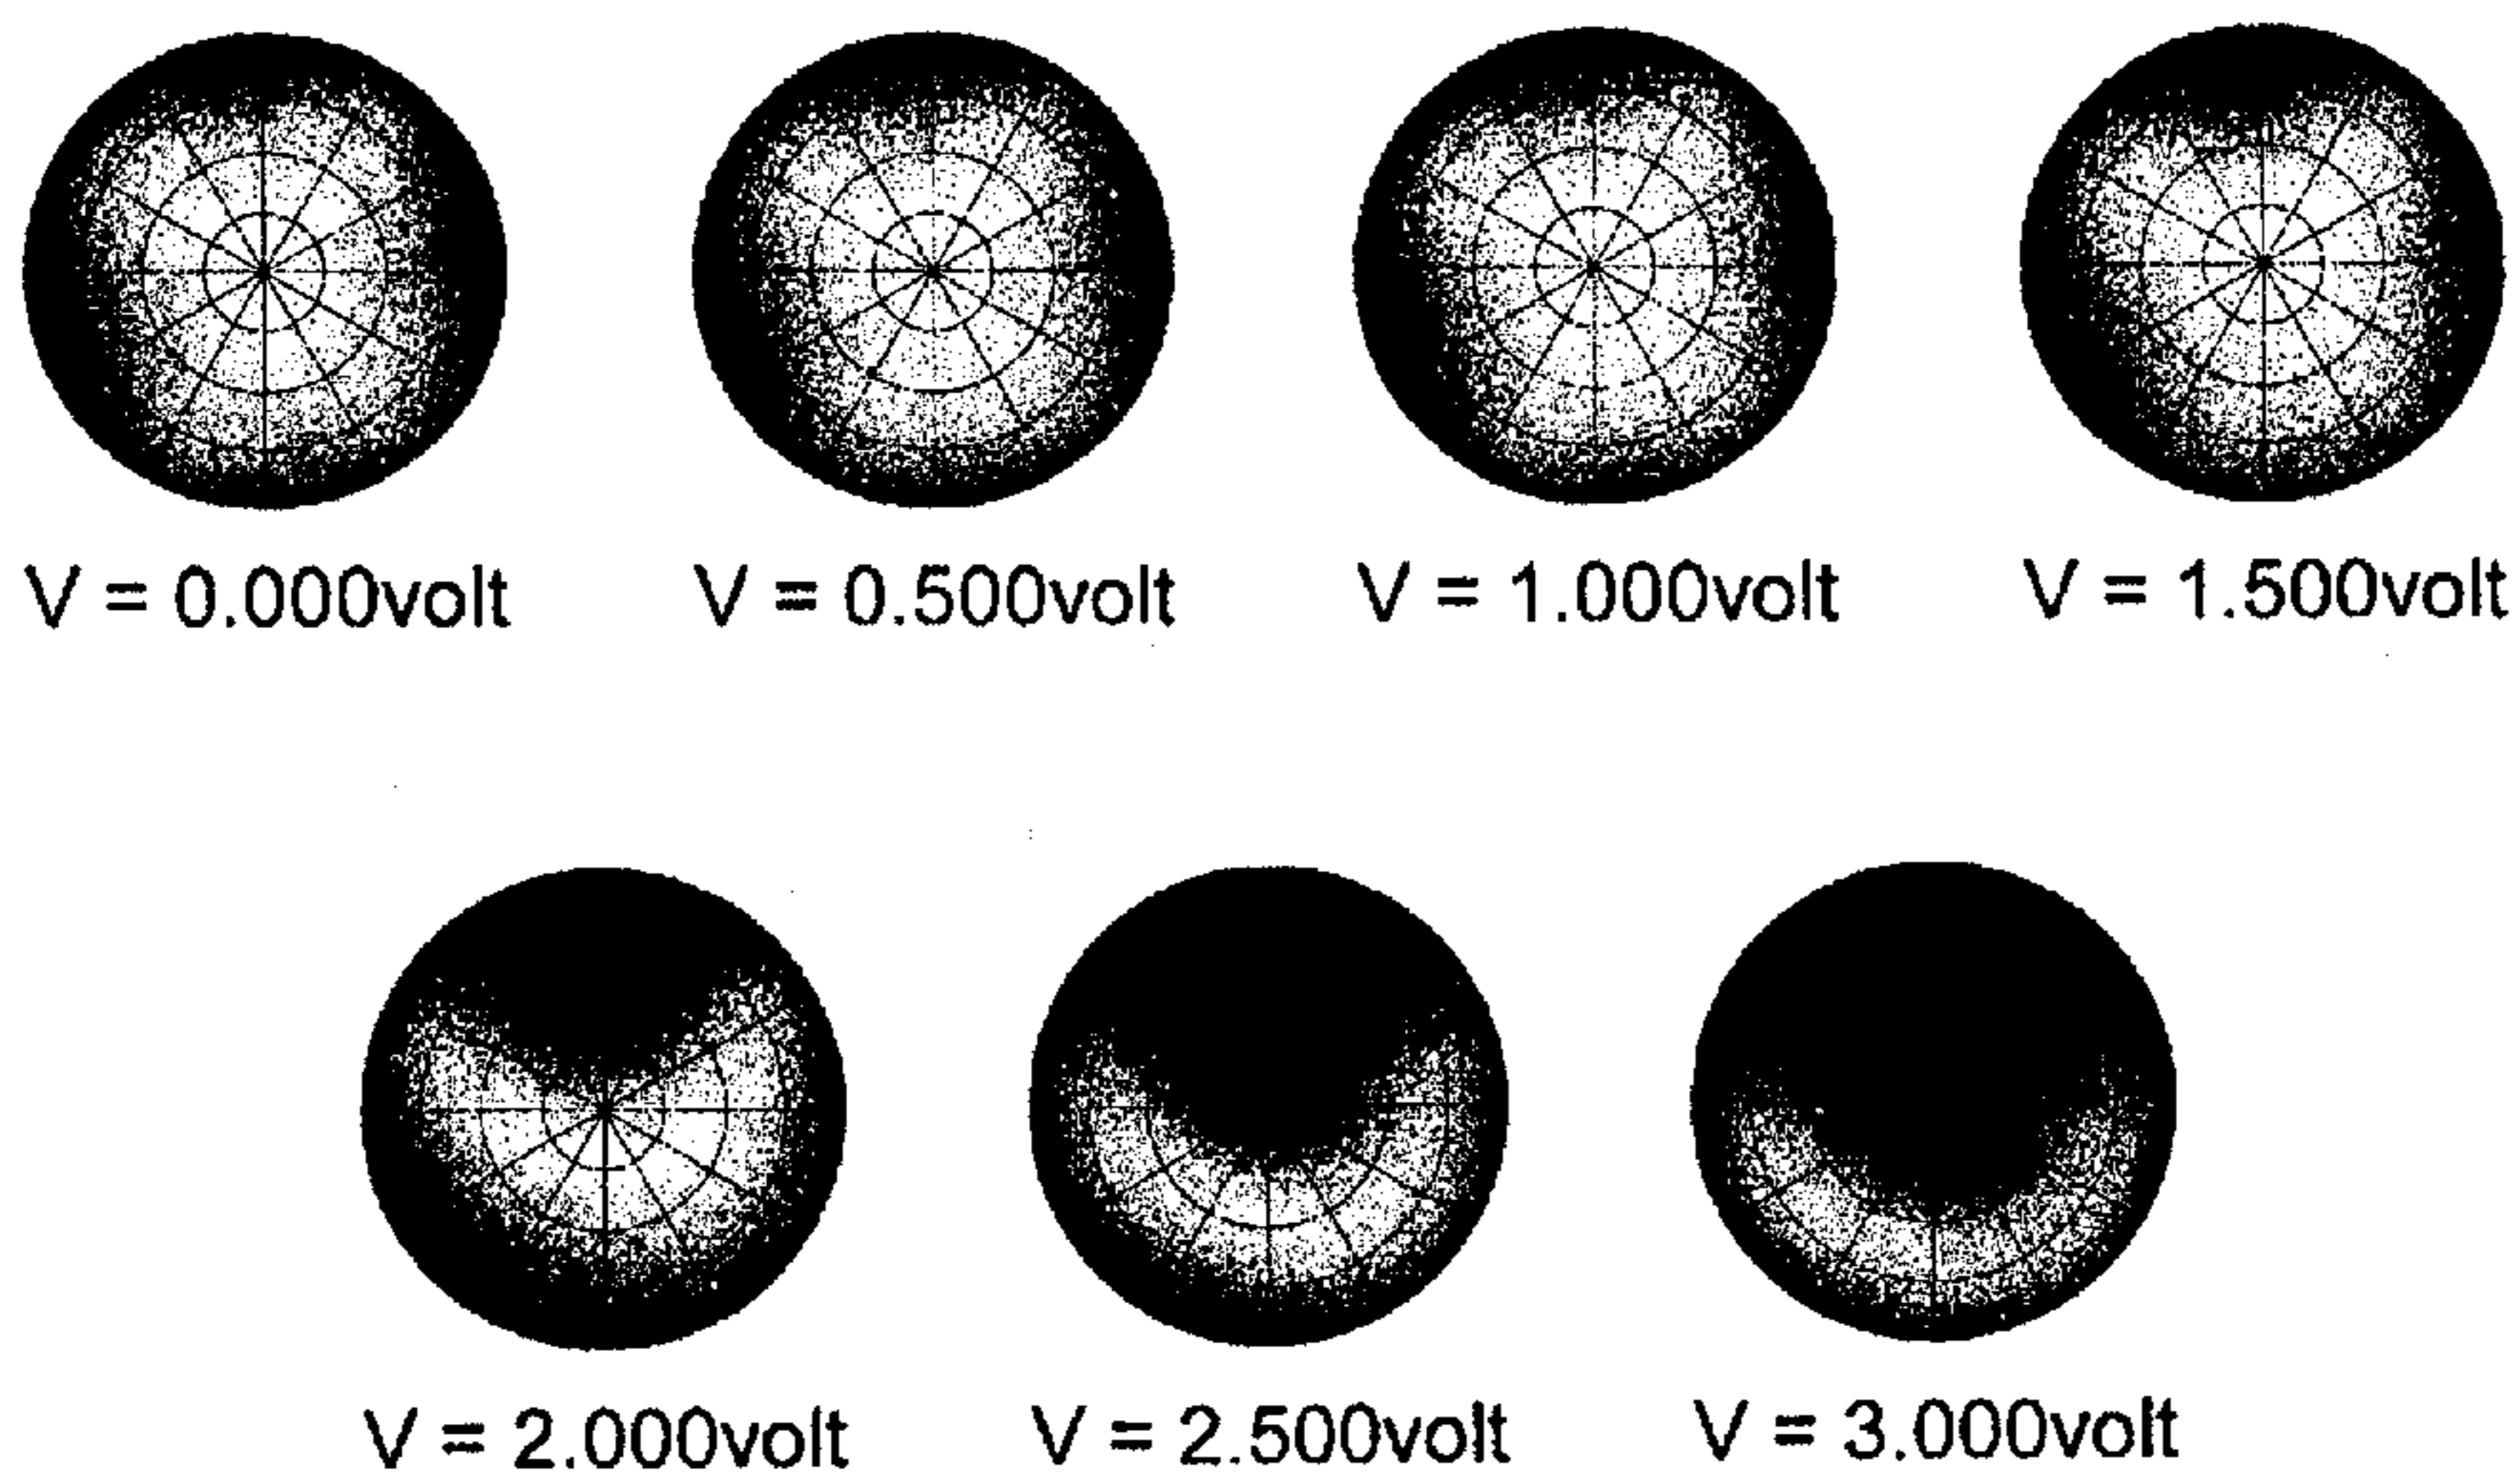 V = 0.000volt V = 0.500volt V = 1.000volt V = 1.500volt
V = 2.000volt V = 2.500volt V = 3.000volt